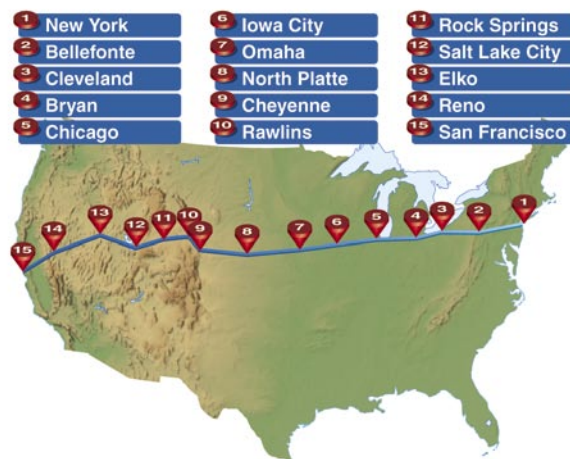 1 New York
2 Bellefonte
3 Cleveland
4 Bryan
5 Chicago
6 Iowa City
7 Omaha
8 North Platte
9 Cheyenne
10 Rawlins
11 Rock Springs
12 Salt Lake City
13 Elko
14 Reno
15 San Francisco
15
14
13
12
11
10
9
8
7
6
5
4
3
2
1